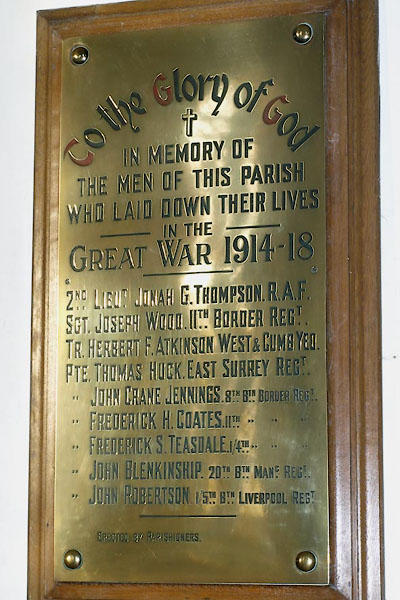 To the Glory of God
IN MEMORY OF
THE MEN OF THIS PARISH
WHO LAID DOWN THEIR LIVES
IN THE
GREAT WAR 1914-18
2ND LIEUT JONAH G. THOMPSON. R.A.F.
SGT. JOSEPH WOOD. 11TH BORDER REGT.
TR. HERBERT F. ATKINSON WEST & CUMB YEO.
PTE. THOMAS HUCK. EAST SURREY REGT.
" JOHN CRANE JENNINGS. 8TH BN BORDER REGT.
" FREDERICK H. COATES. 11TH " " "
" FREDERICK S. TEASDALE. 1/4TH " " "
" JOHN BLENKINSHIP. 20TH BN MANC REGT.
" JOHN ROBERTSON 1/5TH BN LIVERPOOL REGT
ERECTED BY PARISHIONERS.